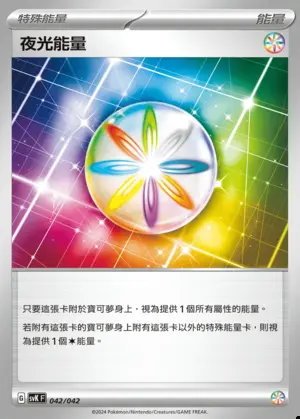 特殊能量 能量
夜光能量
只要這張卡附於寶可夢身上，視為提供1個所有屬性的能量。
若附有這張卡的寶可夢身上附有這張卡以外的特殊能量卡，則視
為提供1個✶能量。
G svK F 042/042
©2024 Pokémon/Nintendo/Creatures/GAME FREAK.